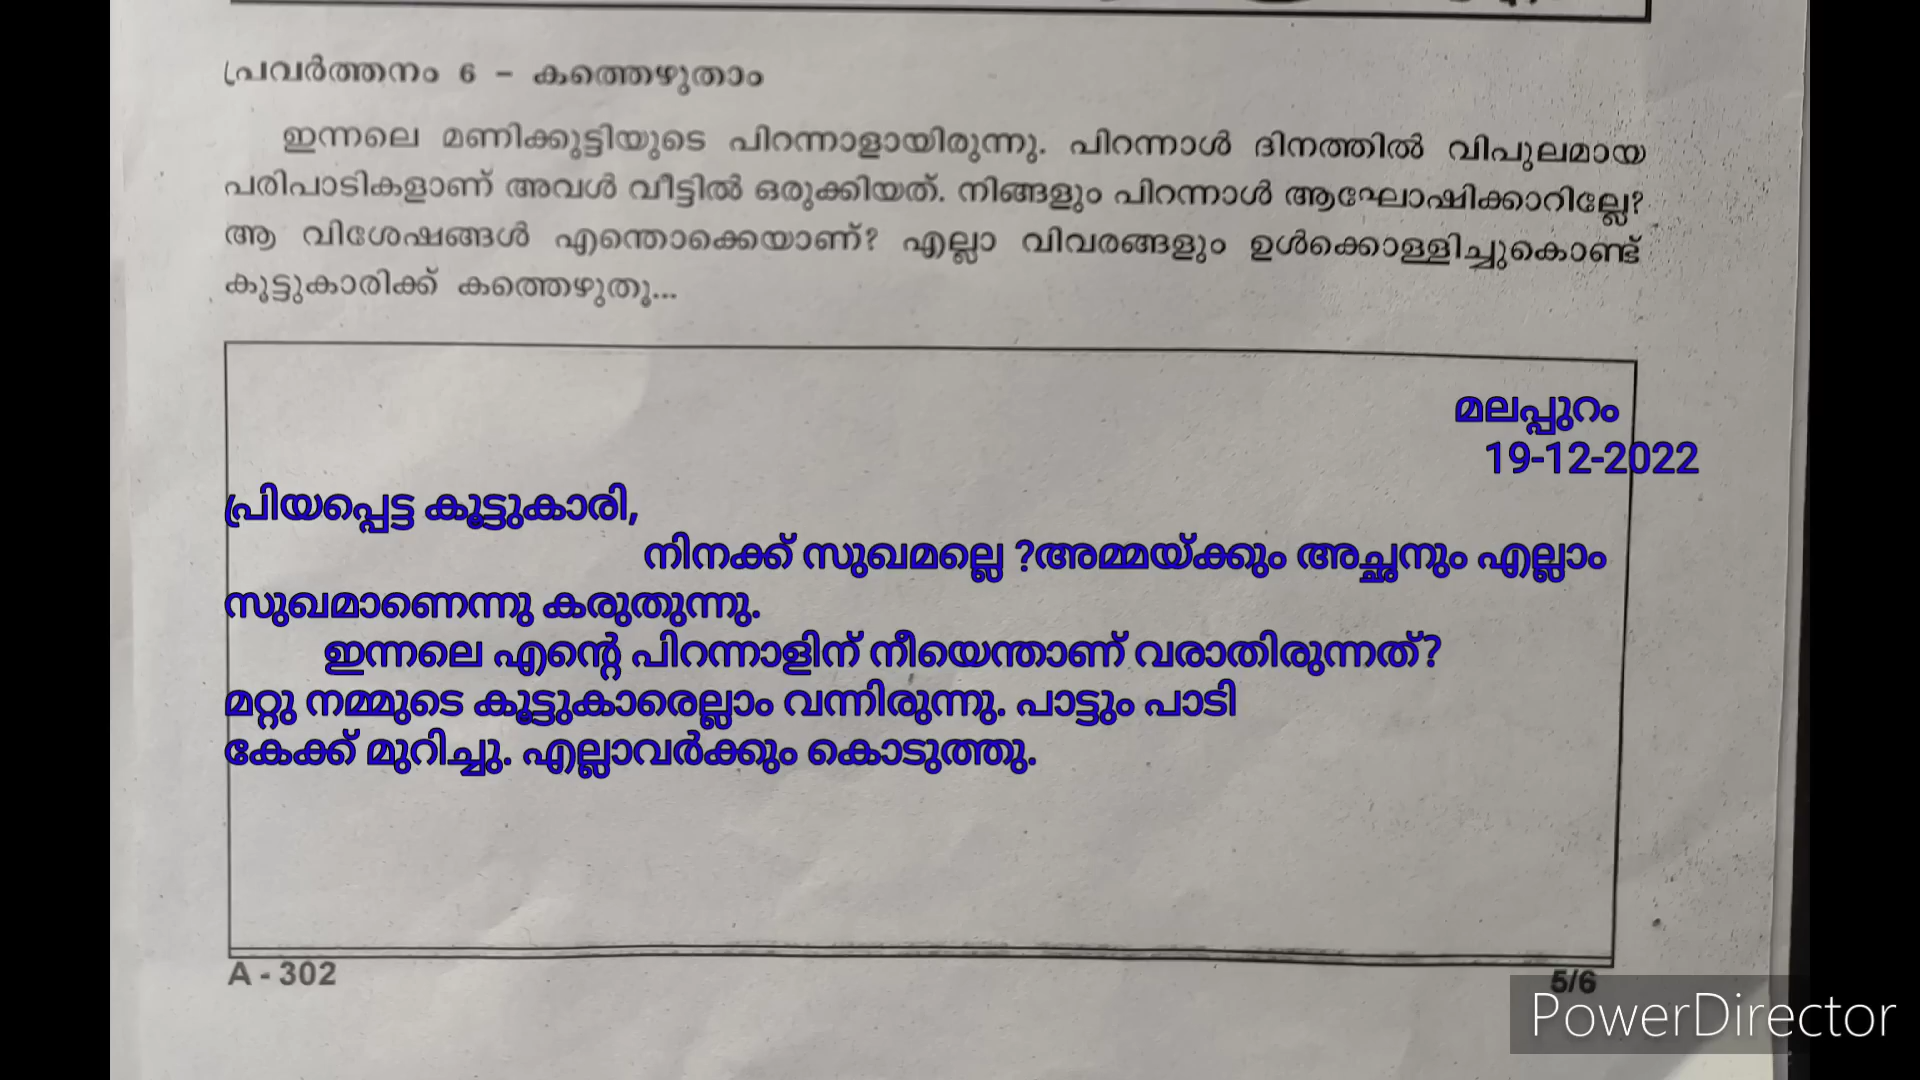 പ്രവർത്തനം 6 – കത്തെഴുതാം
ഇന്നലെ മണിക്കുട്ടിയുടെ പിറന്നാളായിരുന്നു. പിറന്നാൾ ദിനത്തിൽ വിപുലമായ
പരിപാടികളാണ് അവൾ വീട്ടിൽ ഒരുക്കിയത്. നിങ്ങളും പിറന്നാൾ ആഘോഷിക്കാറില്ലേ?
ആ വിശേഷങ്ങൾ എന്തൊക്കെയാണ്? എല്ലാ വിവരങ്ങളും ഉൾക്കൊള്ളിച്ചുകൊണ്ട്
കൂട്ടുകാരിക്ക് കത്തെഴുതൂ...
മലപ്പുറം
19-12-2022
പ്രിയപ്പെട്ട കൂട്ടുകാരി,
നിനക്ക് സുഖമല്ലെ ?അമ്മയ്ക്കും അച്ഛനും എല്ലാം
സുഖമാണെന്നു കരുതുന്നു.
ഇന്നലെ എന്റെ പിറന്നാളിന് നീയെന്താണ് വരാതിരുന്നത്?
മറ്റു നമ്മുടെ കൂട്ടുകാരെല്ലാം വന്നിരുന്നു. പാട്ടും പാടി
കേക്ക് മുറിച്ചു. എല്ലാവർക്കും കൊടുത്തു.
A - 302
5/6
PowerDirector